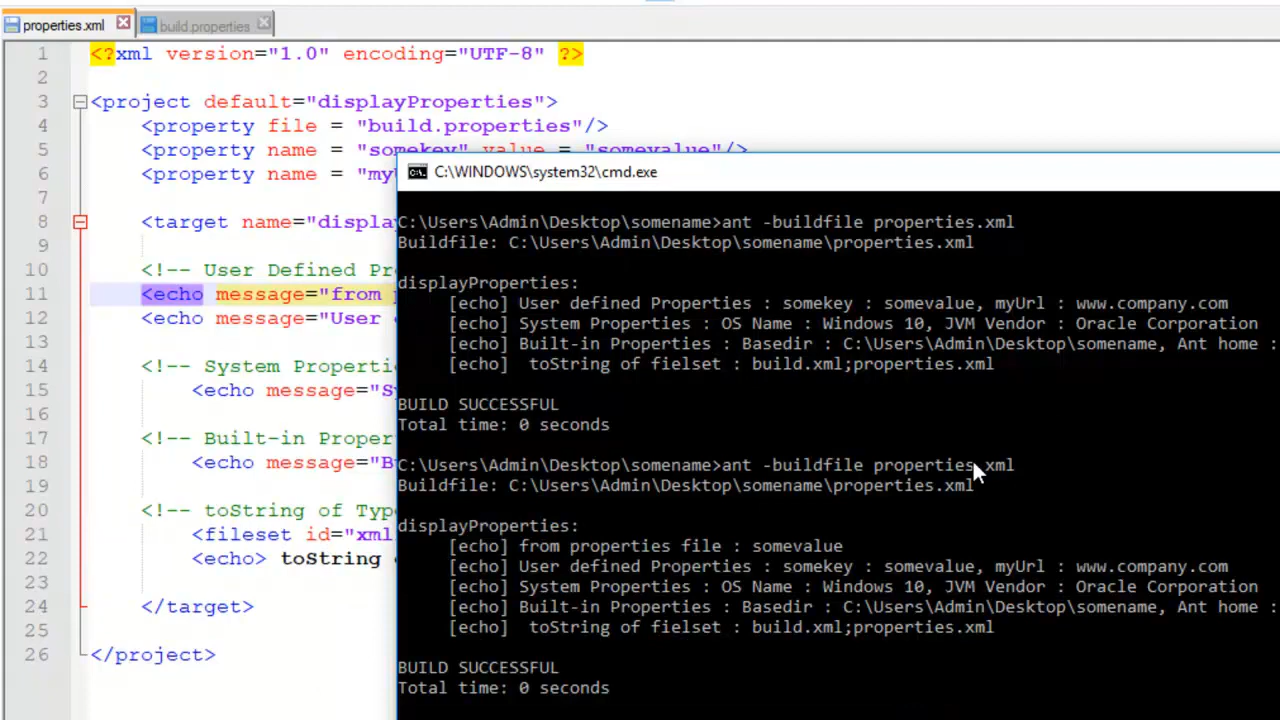 properties.xml
build.properties
1 <?xml version="1.0" encoding="UTF-8" ?>
2
3 <project default="displayProperties">
4 <property file = "build.properties"/>
5 <property name = "somekey" value = "somevalue"/>
6 <property name = "my
7
8 <target name="displa
9
10 <!-- User Defined Pr
11 <echo message="from
12 <echo message="User
13
14 <!-- System Properti
15 <echo message="Sy
16
17 <!-- Built-in Proper
18 <echo message="B
19
20 <!-- toString of Typ
21 <fileset id="xml
22 <echo> toString
23
24 </target>
25
26 </project>
C:\WINDOWS\system32\cmd.exe
C:\Users\Admin\Desktop\somename>ant -buildfile properties.xml
Buildfile: C:\Users\Admin\Desktop\somename\properties.xml
displayProperties:
[echo] User defined Properties : somekey : somevalue, myUrl : www.company.com
[echo] System Properties : OS Name : Windows 10, JVM Vendor : Oracle Corporation
[echo] Built-in Properties : Basedir : C:\Users\Admin\Desktop\somename, Ant home :
[echo]  toString of fielset : build.xml;properties.xml
BUILD SUCCESSFUL
Total time: 0 seconds
C:\Users\Admin\Desktop\somename>ant -buildfile properties.xml
Buildfile: C:\Users\Admin\Desktop\somename\properties.xml
displayProperties:
[echo] from properties file : somevalue
[echo] User defined Properties : somekey : somevalue, myUrl : www.company.com
[echo] System Properties : OS Name : Windows 10, JVM Vendor : Oracle Corporation
[echo] Built-in Properties : Basedir : C:\Users\Admin\Desktop\somename, Ant home :
[echo]  toString of fielset : build.xml;properties.xml
BUILD SUCCESSFUL
Total time: 0 seconds